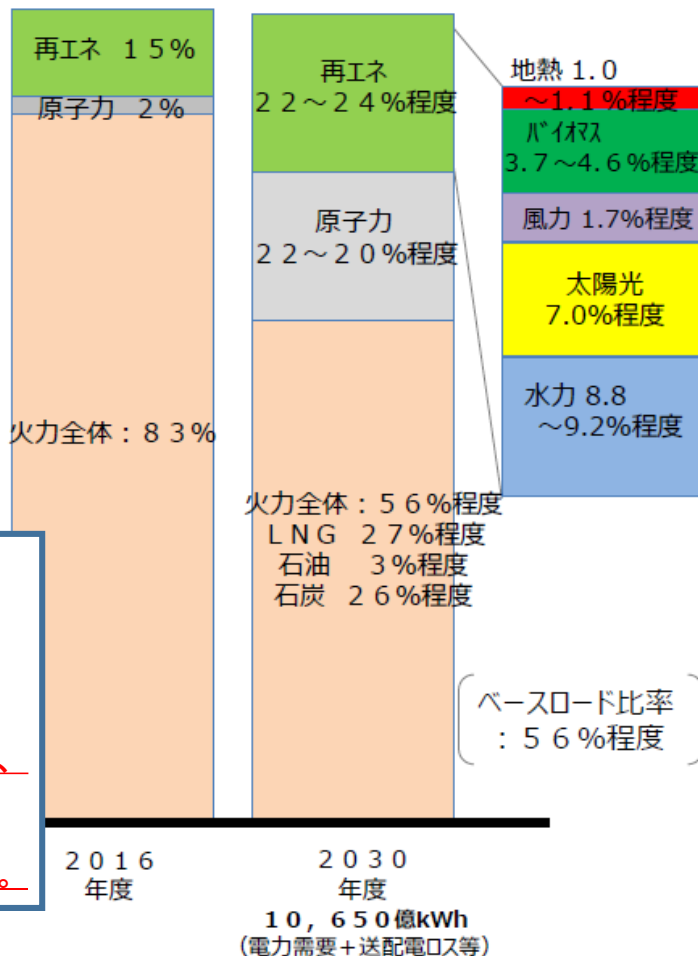 再エネ １５%
原子力 ２%
火力全体：８３%
再エネ
２２～２４%程度
原子力
２２～２０%程度
火力全体：５６%程度
ＬＮＧ ２７%程度
石油 ３%程度
石炭 ２６%程度
地熱 1.0
～1.1%程度
ﾊﾞｲｵﾏｽ
3.7～4.6%程度
風力 1.7%程度
太陽光
7.0%程度
水力 8.8
～9.2%程度
ベースロード比率
：５６%程度
、
。
２０１６
年度
２０３０
年度
１０，６５０億kWh
（電力需要＋送配電ロス等）